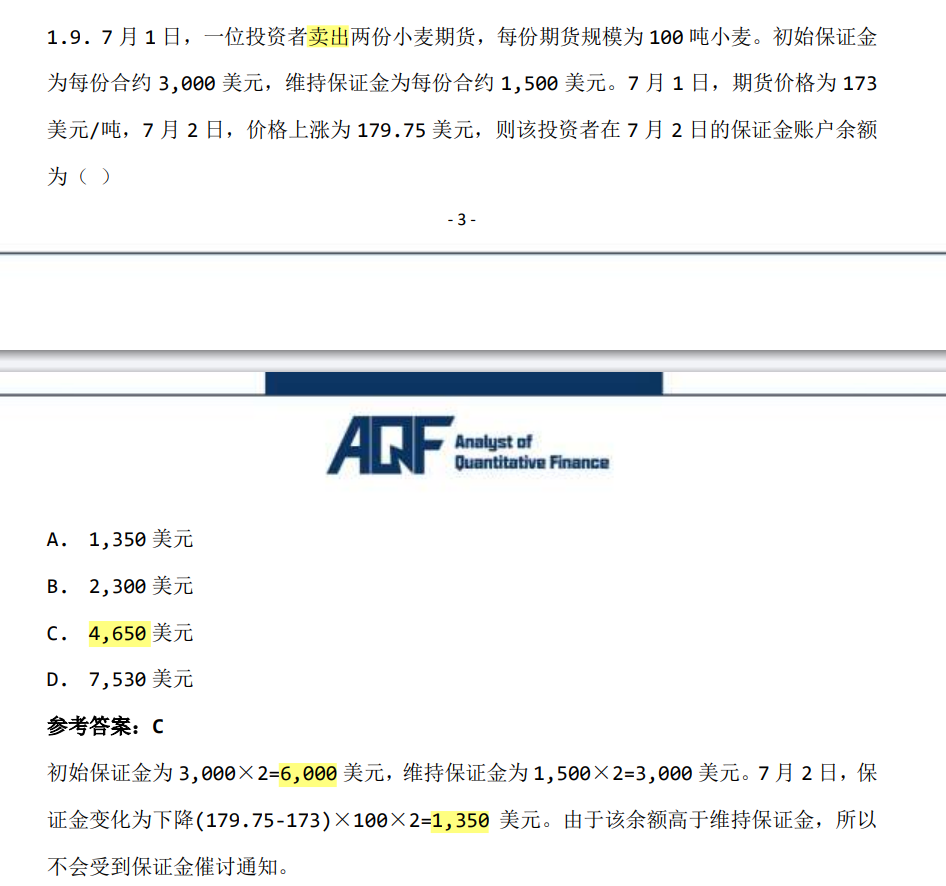 1.9. 7 月 1 日，一位投资者卖出两份小麦期货，每份期货规模为 100 吨小麦。初始保证金
为每份合约 3,000 美元，维持保证金为每份合约 1,500 美元。7 月 1 日，期货价格为 173
美元/吨，7 月 2 日，价格上涨为 179.75 美元，则该投资者在 7 月 2 日的保证金账户余额
为（ ）
-3-
AQF Analyst of
Quantitative Finance
A. 1,350 美元
B. 2,300 美元
C. 4,650 美元
D. 7,530 美元
参考答案：C
初始保证金为 3,000×2=6,000 美元，维持保证金为 1,500×2=3,000 美元。7 月 2 日，保
证金变化为下降(179.75-173)×100×2=1,350 美元。由于该余额高于维持保证金，所以
不会受到保证金催讨通知。